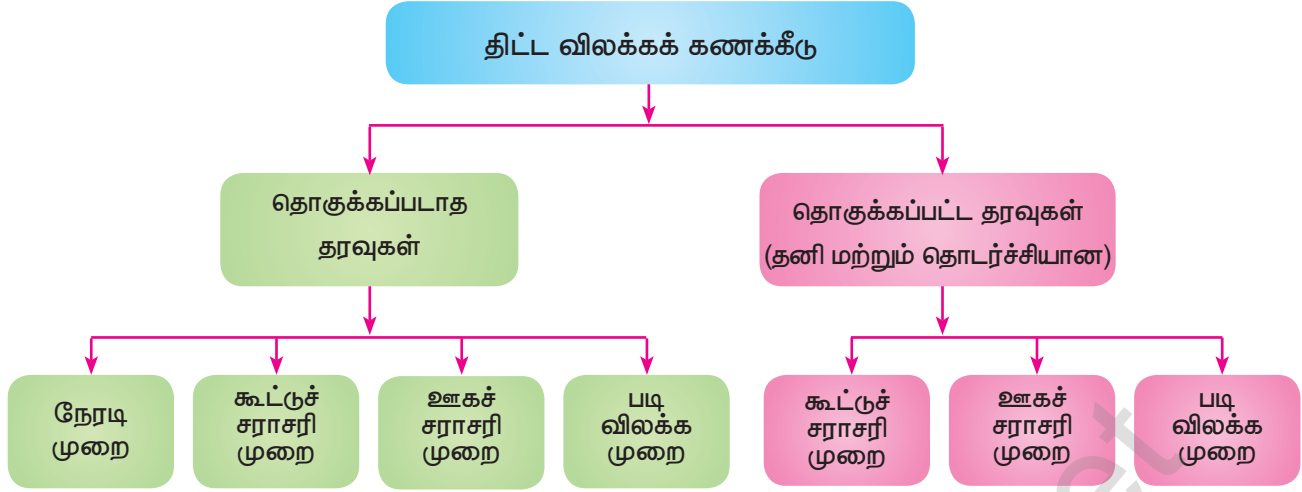 திட்ட விலக்கக் கணக்கீடு
தொகுக்கப்படாத
தரவுகள்
தொகுக்கப்பட்ட தரவுகள்
(தனி மற்றும் தொடர்ச்சியான)
நேரடி
முறை
கூட்டுச்
சராசரி
முறை
ஊகச்
சராசரி
முறை
படி
விலக்க
முறை
கூட்டுச்
சராசரி
முறை
ஊகச்
சராசரி
முறை
படி
விலக்க
முறை